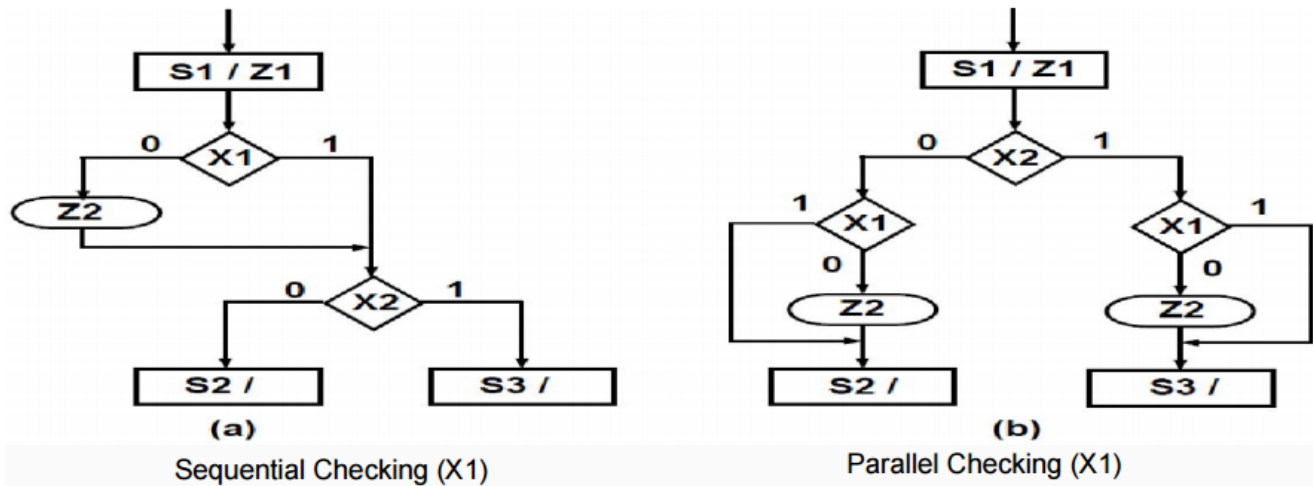 S1 / Z1
0
X1
1
Z2
0
X2
1
S2 /
S3 /
(a)
Sequential Checking (X1)
S1 / Z1
0
X2
1
1
X1
0
Z2
S2 /
X1
1
0
Z2
S3 /
(b)
Parallel Checking (X1)